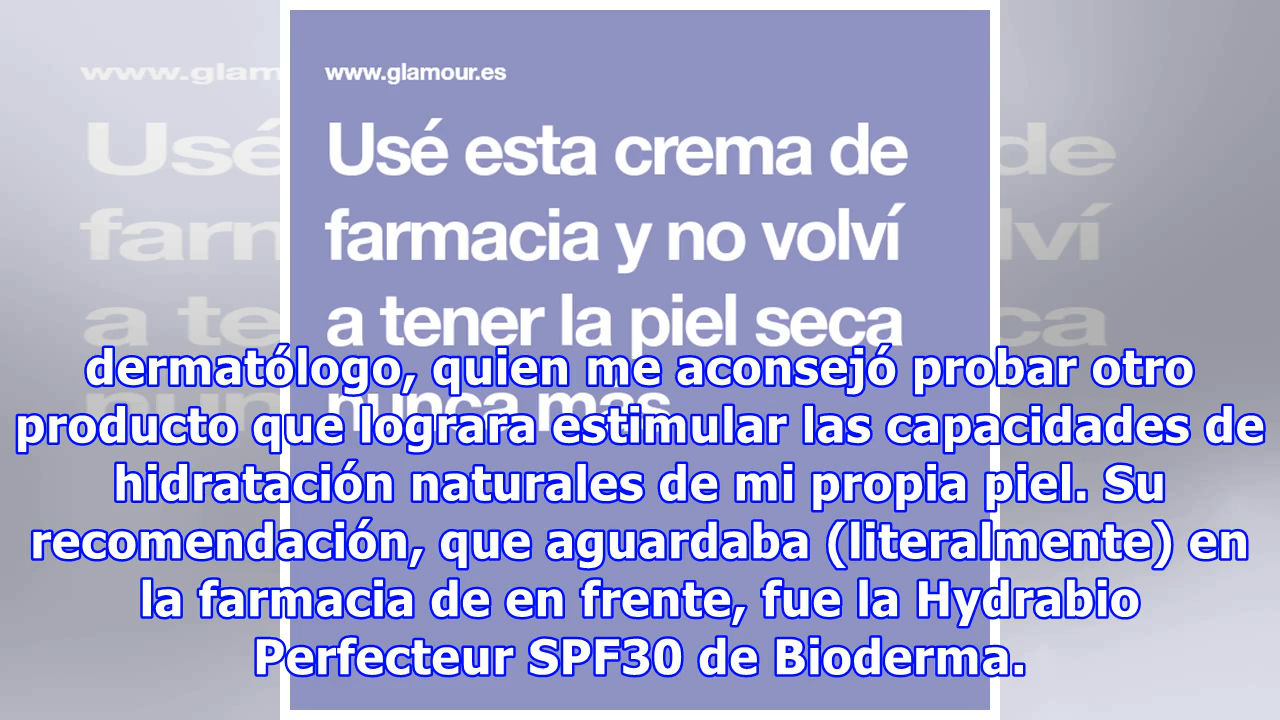 www.glamour.es
Usé esta crema de
farmacia y no volví
a tener la piel seca
nunca mas
dermatólogo, quien me aconsejó probar otro
producto que lograra estimular las capacidades de
hidratación naturales de mi propia piel. Su
recomendación, que aguardaba (literalmente) en
la farmacia de en frente, fue la Hydrabio
Perfecteur SPF30 de Bioderma.